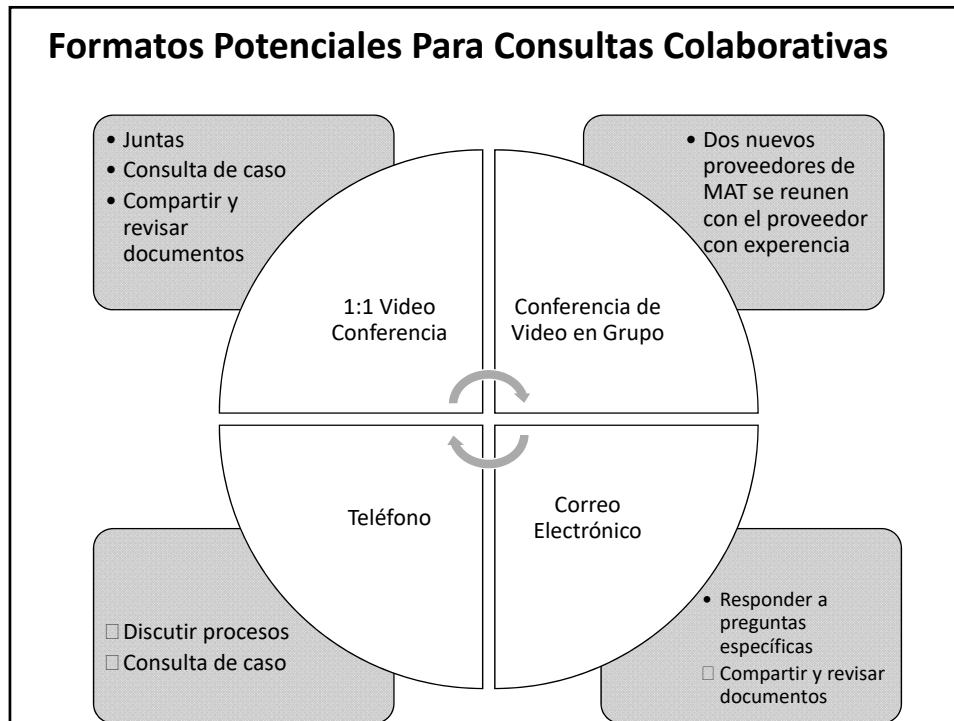 Formatos Potenciales Para Consultas Colaborativas
• Juntas
• Consulta de caso
• Compartir y
revisar
documentos
• Dos nuevos
proveedores de
MAT se reunen
con el proveedor
con experencia
1:1 Video
Conferencia
Conferencia de
Video en Grupo
Teléfono
Correo
Electrónico
□ Discutir procesos
□ Consulta de caso
• Responder a
preguntas
específicas
□ Compartir y revisar
documentos